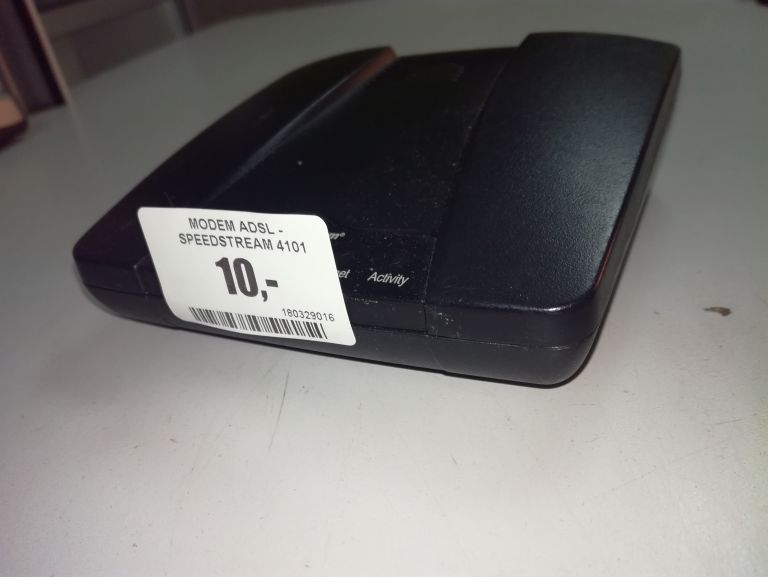 MODEM ADSL -
SPEEDSTREAM 4101
10,-
180329016
Activity